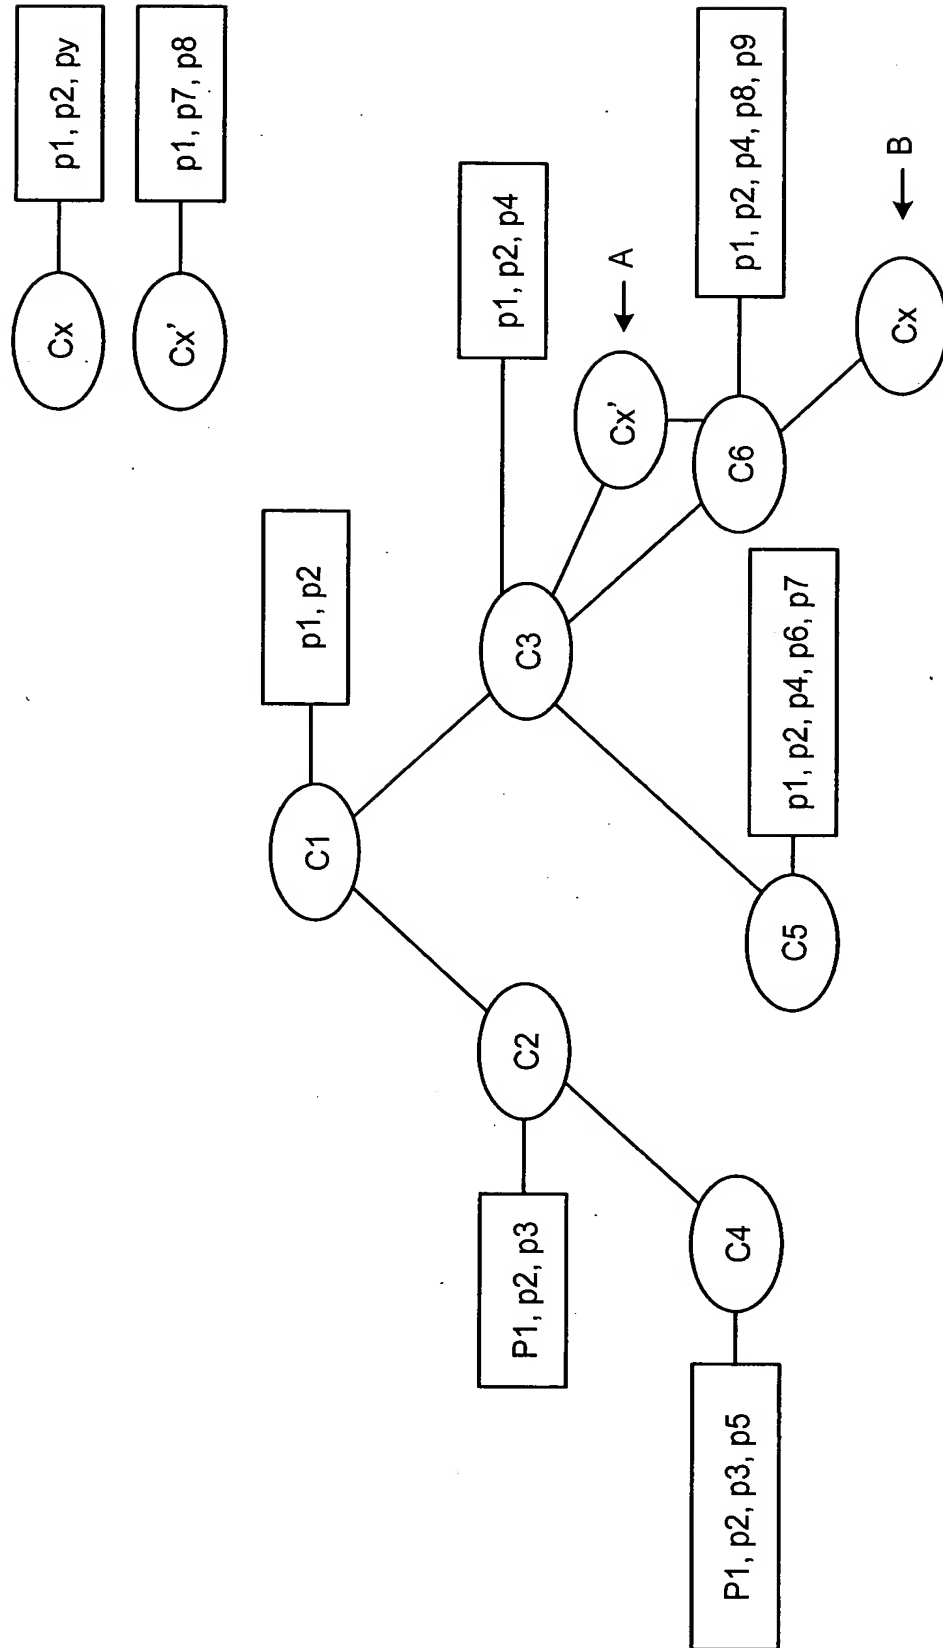 Cx
p1, p2, py
Cx'
p1, p7, p8
C1
p1, p2
P1, p2, p3
C2
C3
p1, p2, p4
Cx'
A
P1, p2, p3, p5
C4
C6
p1, p2, p4, p8, p9
C5
p1, p2, p4, p6, p7
Cx
B